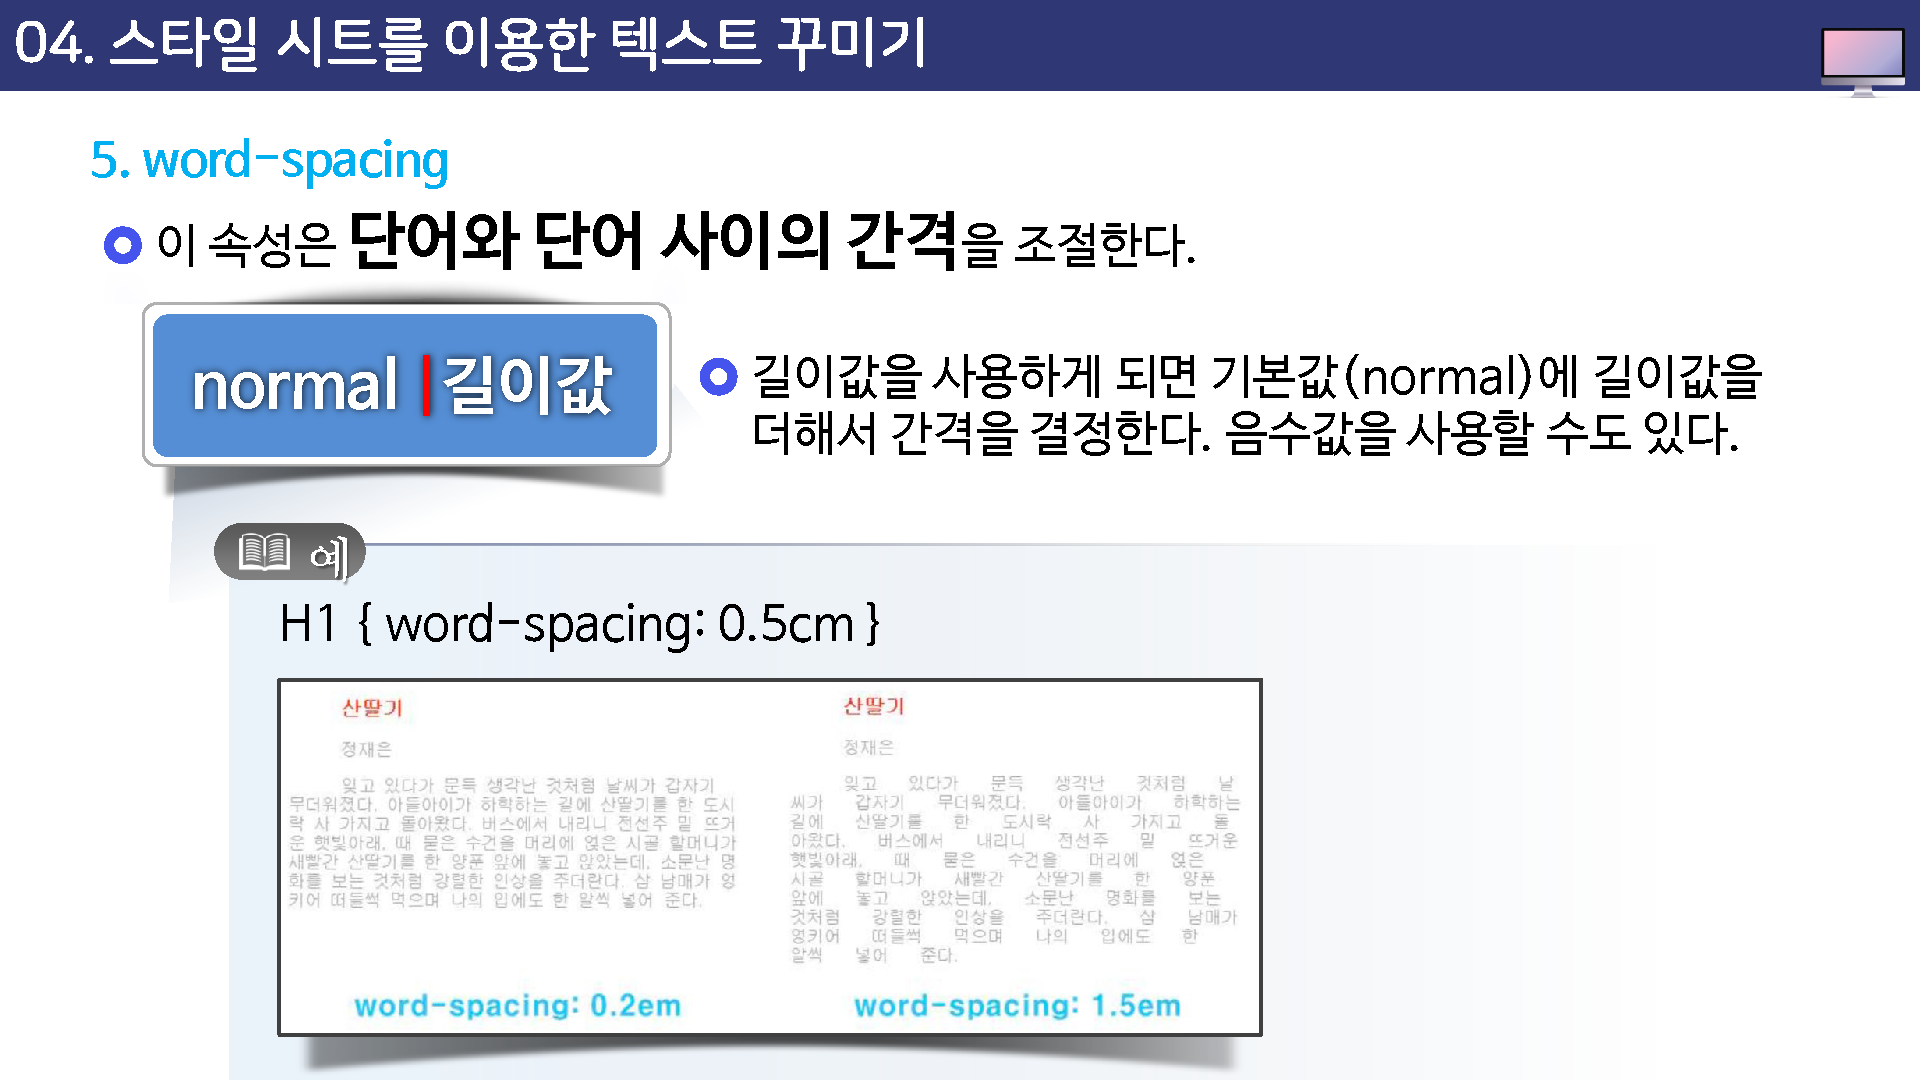 04. 스타일 시트를 이용한 텍스트 꾸미기
5. word-spacing
이 속성은 단어와 단어 사이의 간격을 조절한다.
normal | 길이값
길이값을 사용하게 되면 기본값(normal)에 길이값을
더해서 간격을 결정한다. 음수값을 사용할 수도 있다.
예
H1 { word-spacing: 0.5cm }
산딸기
정재은
잊고 있다가 문득 생각난 것처럼 날씨가 갑자기
무더워졌다. 아들아이가 하학하는 길에 산딸기를 한 도시
락 사 가지고 돌아왔다. 버스에서 내리니 전선주 밑 뜨거
운 햇빛아래, 때 묻은 수건을 머리에 얹은 시골 할머니가
새빨간 산딸기를 한 양푼 앞에 놓고 앉았는데, 소문난 명
화를 보는 것처럼 강렬한 인상을 주더란다. 삼 남매가 엉
키어 떠들썩 먹으며 나의 입에도 한 알씩 넣어 준다.
word-spacing: 0.2em
산딸기
정재은
잊고 있다가 문득 생각난 것처럼 날
씨가 갑자기 무더워졌다. 아들아이가 하학하는
길에 산딸기를 한 도시락 사 가지고 돌
아왔다. 버스에서 내리니 전선주 밑 뜨거운
햇빛아래, 때 묻은 수건을 머리에 얹은
시골 할머니가 새빨간 산딸기를 한 양푼
앞에 놓고 앉았는데, 소문난 명화를 보는
것처럼 강렬한 인상을 주더란다. 삼 남매가
엉키어 떠들썩 먹으며 나의 입에도 한
알씩 넣어 준다.
word-spacing: 1.5em